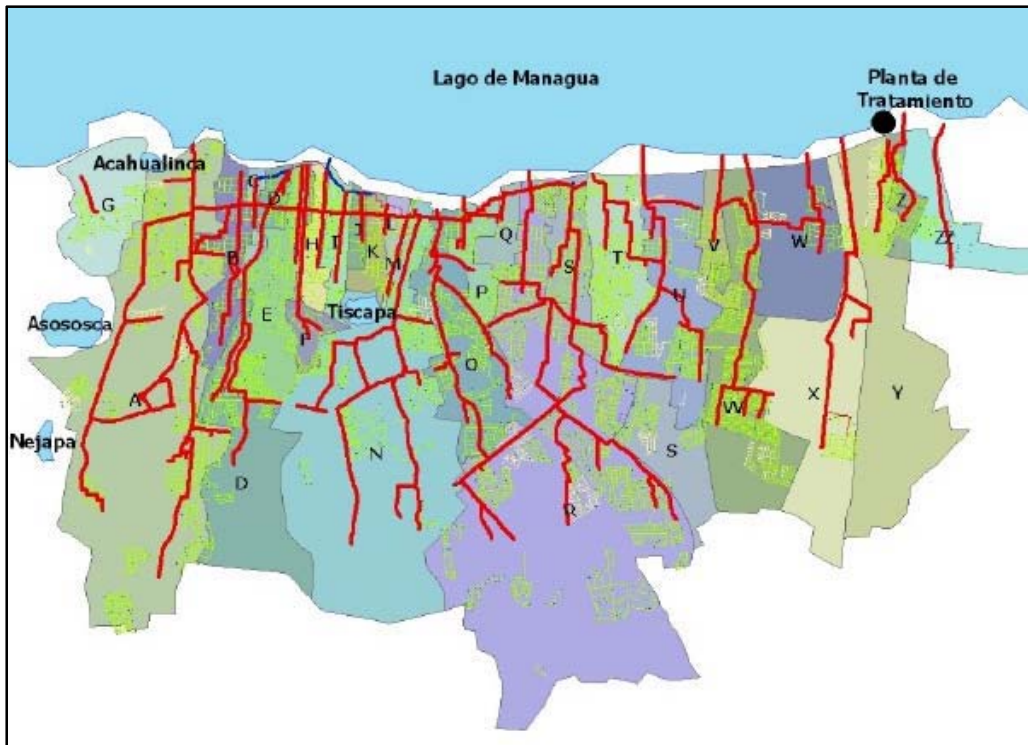 Lago de Managua
Planta de
Tratamiento
Acahualinca
G
C
D
B
H
I
J
L
K
M
Q
S
T
V
W
Z
ZZ
P
U
Asososca
Tiscapa
E
F
O
A
X
Y
Nejapa
N
S
D
R